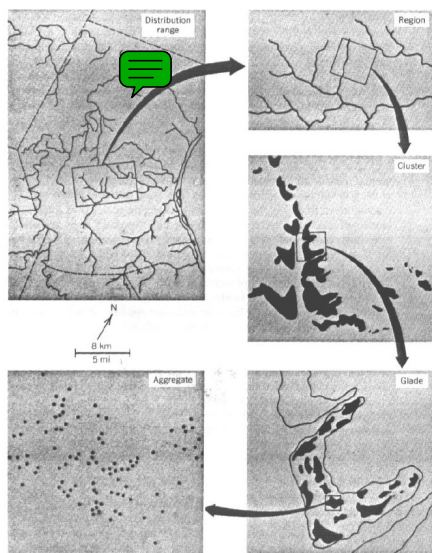 Distribution
range
Region
Cluster
N
8 km
5 mi
Aggregate
Glade